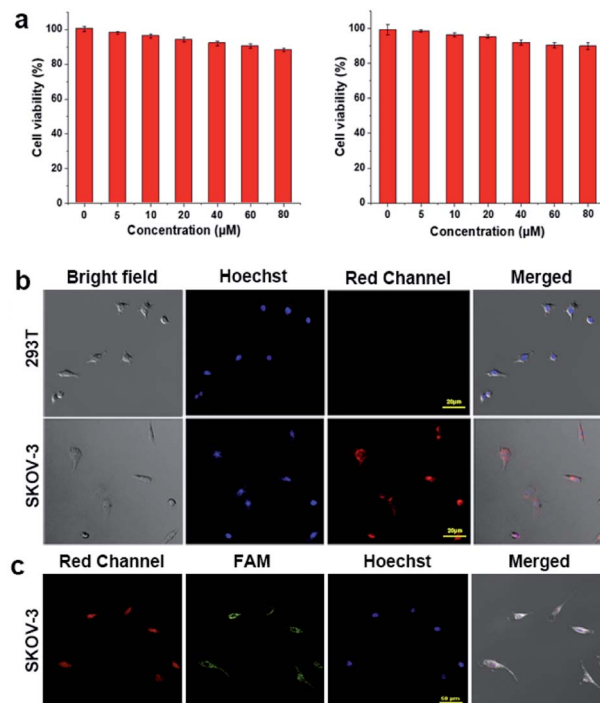 a
Cell viability (%)
100
80
60
40
20
0
0 5 10 20 40 60 80
Concentration (µM)
Cell viability (%)
100
80
60
40
20
0
0 5 10 20 40 60 80
Concentration (µM)
b
Bright field Hoechst Red Channel Merged
293T
20µm
SKOV-3
20µm
c
Red Channel FAM Hoechst Merged
SKOV-3